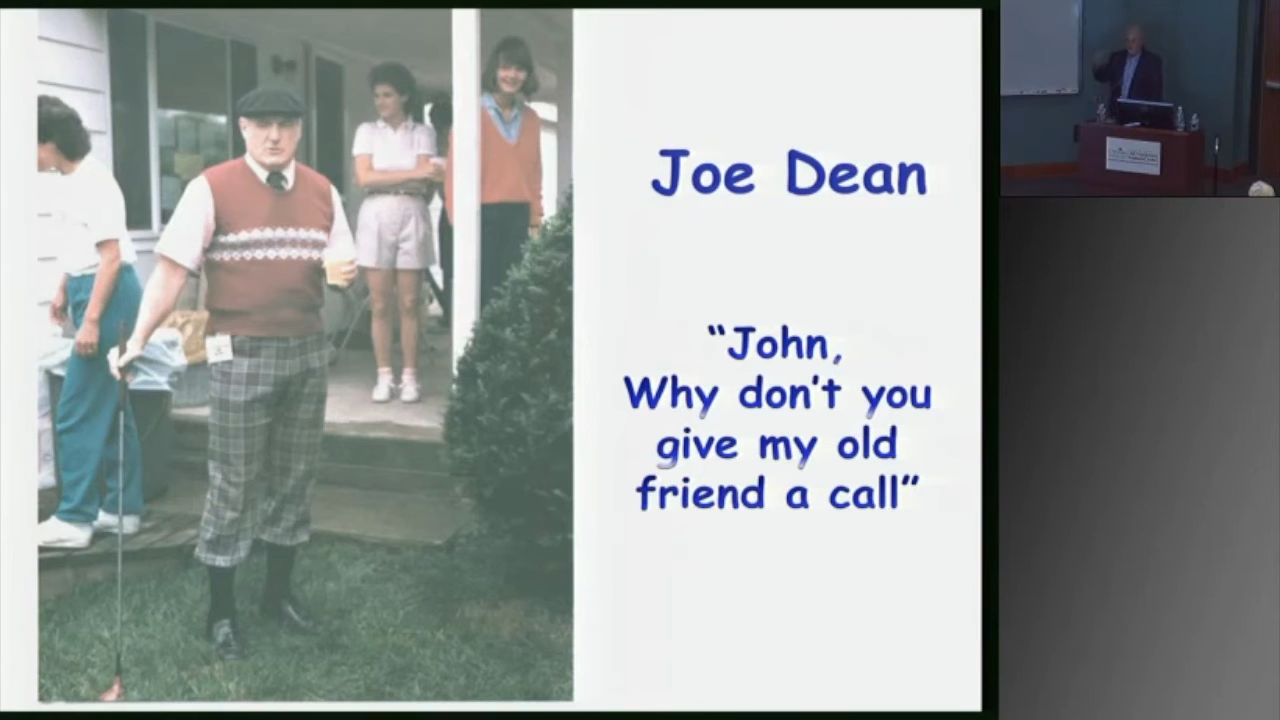 Joe Dean
“John,
Why don’t you
give my old
friend a call”